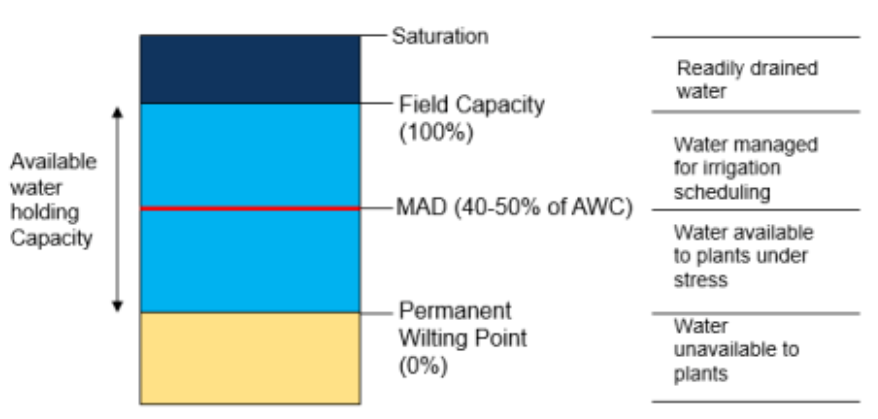 Saturation
Field Capacity
(100%)
MAD (40-50% of AWC)
Permanent
Wilting Point
(0%)
Available
water
holding
Capacity
Readily drained
water
Water managed
for irrigation
scheduling
Water available
to plants under
stress
Water
unavailable to
plants